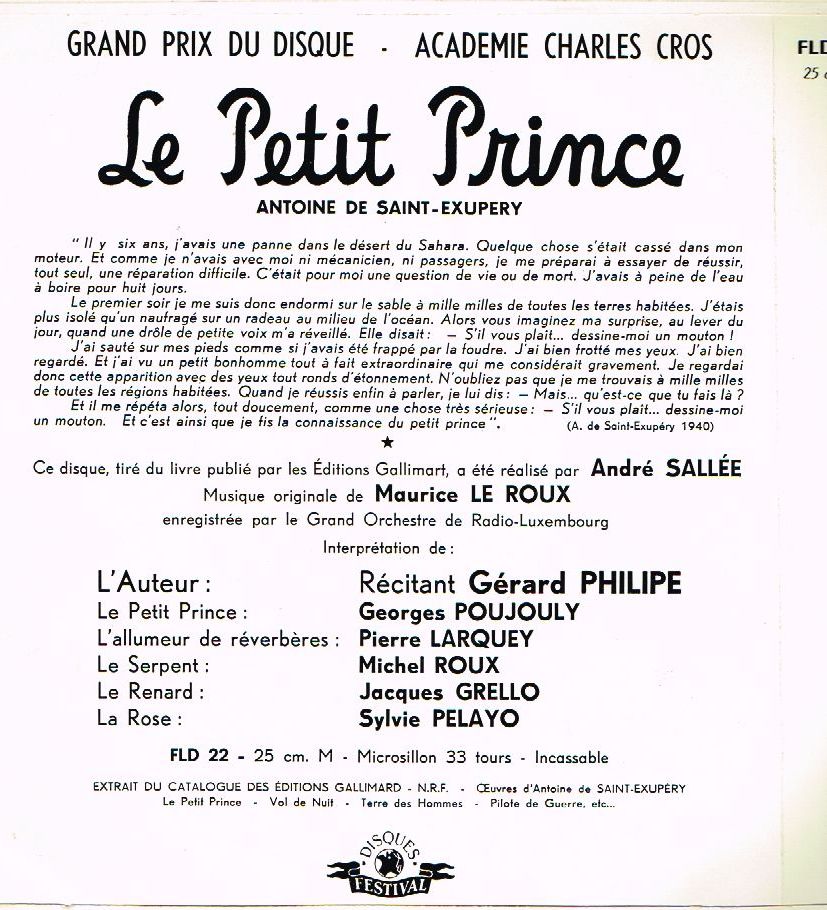 GRAND PRIX DU DISQUE - ACADEMIE CHARLES CROS
FLD
25
Le Petit Prince
ANTOINE DE SAINT-EXUPERY
" Il y six ans, j'avais une panne dans le désert du Sahara. Quelque chose s'était cassé dans mon
moteur. Et comme je n'avais avec moi ni mécanicien, ni passagers, je me préparai à essayer de réussir,
tout seul, une réparation difficile. C'était pour moi une question de vie ou de mort. J'avais à peine de l'eau
à boire pour huit jours.
Le premier soir je me suis donc endormi sur le sable à mille milles de toutes les terres habitées. J'étais
plus isolé qu'un naufragé sur un radeau au milieu de l'océan. Alors vous imaginez ma surprise, au lever du
jour, quand une drôle de petite voix m'a réveillé. Elle disait : — S'il vous plaît... dessine-moi un mouton !
J'ai sauté sur mes pieds comme si j'avais été frappé par la foudre. J'ai bien frotté mes yeux. J'ai bien
regardé. Et j'ai vu un petit bonhomme tout à fait extraordinaire qui me considérait gravement. Je regardai
donc cette apparition avec des yeux tout ronds d'étonnement. N'oubliez pas que je me trouvais à mille milles
de toutes les régions habitées. Quand je réussis enfin à parler, je lui dis : — Mais... qu'est-ce que tu fais là ?
Et il me répéta alors, tout doucement, comme une chose très sérieuse : — S'il vous plait... dessine-moi
un mouton. Et c'est ainsi que je fis la connaissance du petit prince ".
(A. de Saint-Exupéry 1940)
★
Ce disque, tiré du livre publié par les Éditions Gallimart, a été réalisé par André SALLÉE
Musique originale de Maurice LE ROUX
enregistrée par le Grand Orchestre de Radio-Luxembourg
Interprétation de :
L'Auteur : Récitant Gérard PHILIPE
Le Petit Prince : Georges POUJOULY
L'allumeur de réverbères : Pierre LARQUEY
Le Serpent : Michel ROUX
Le Renard : Jacques GRELLO
La Rose : Sylvie PELAYO
FLD 22 - 25 cm. M - Microsillon 33 tours - Incassable
EXTRAIT DU CATALOGUE DES ÉDITIONS GALLIMARD - N.R.F. - Œuvres d'Antoine de SAINT-EXUPÉRY
Le Petit Prince - Vol de Nuit - Terre des Hommes - Pilote de Guerre, etc...
DISQUES
FESTIVAL